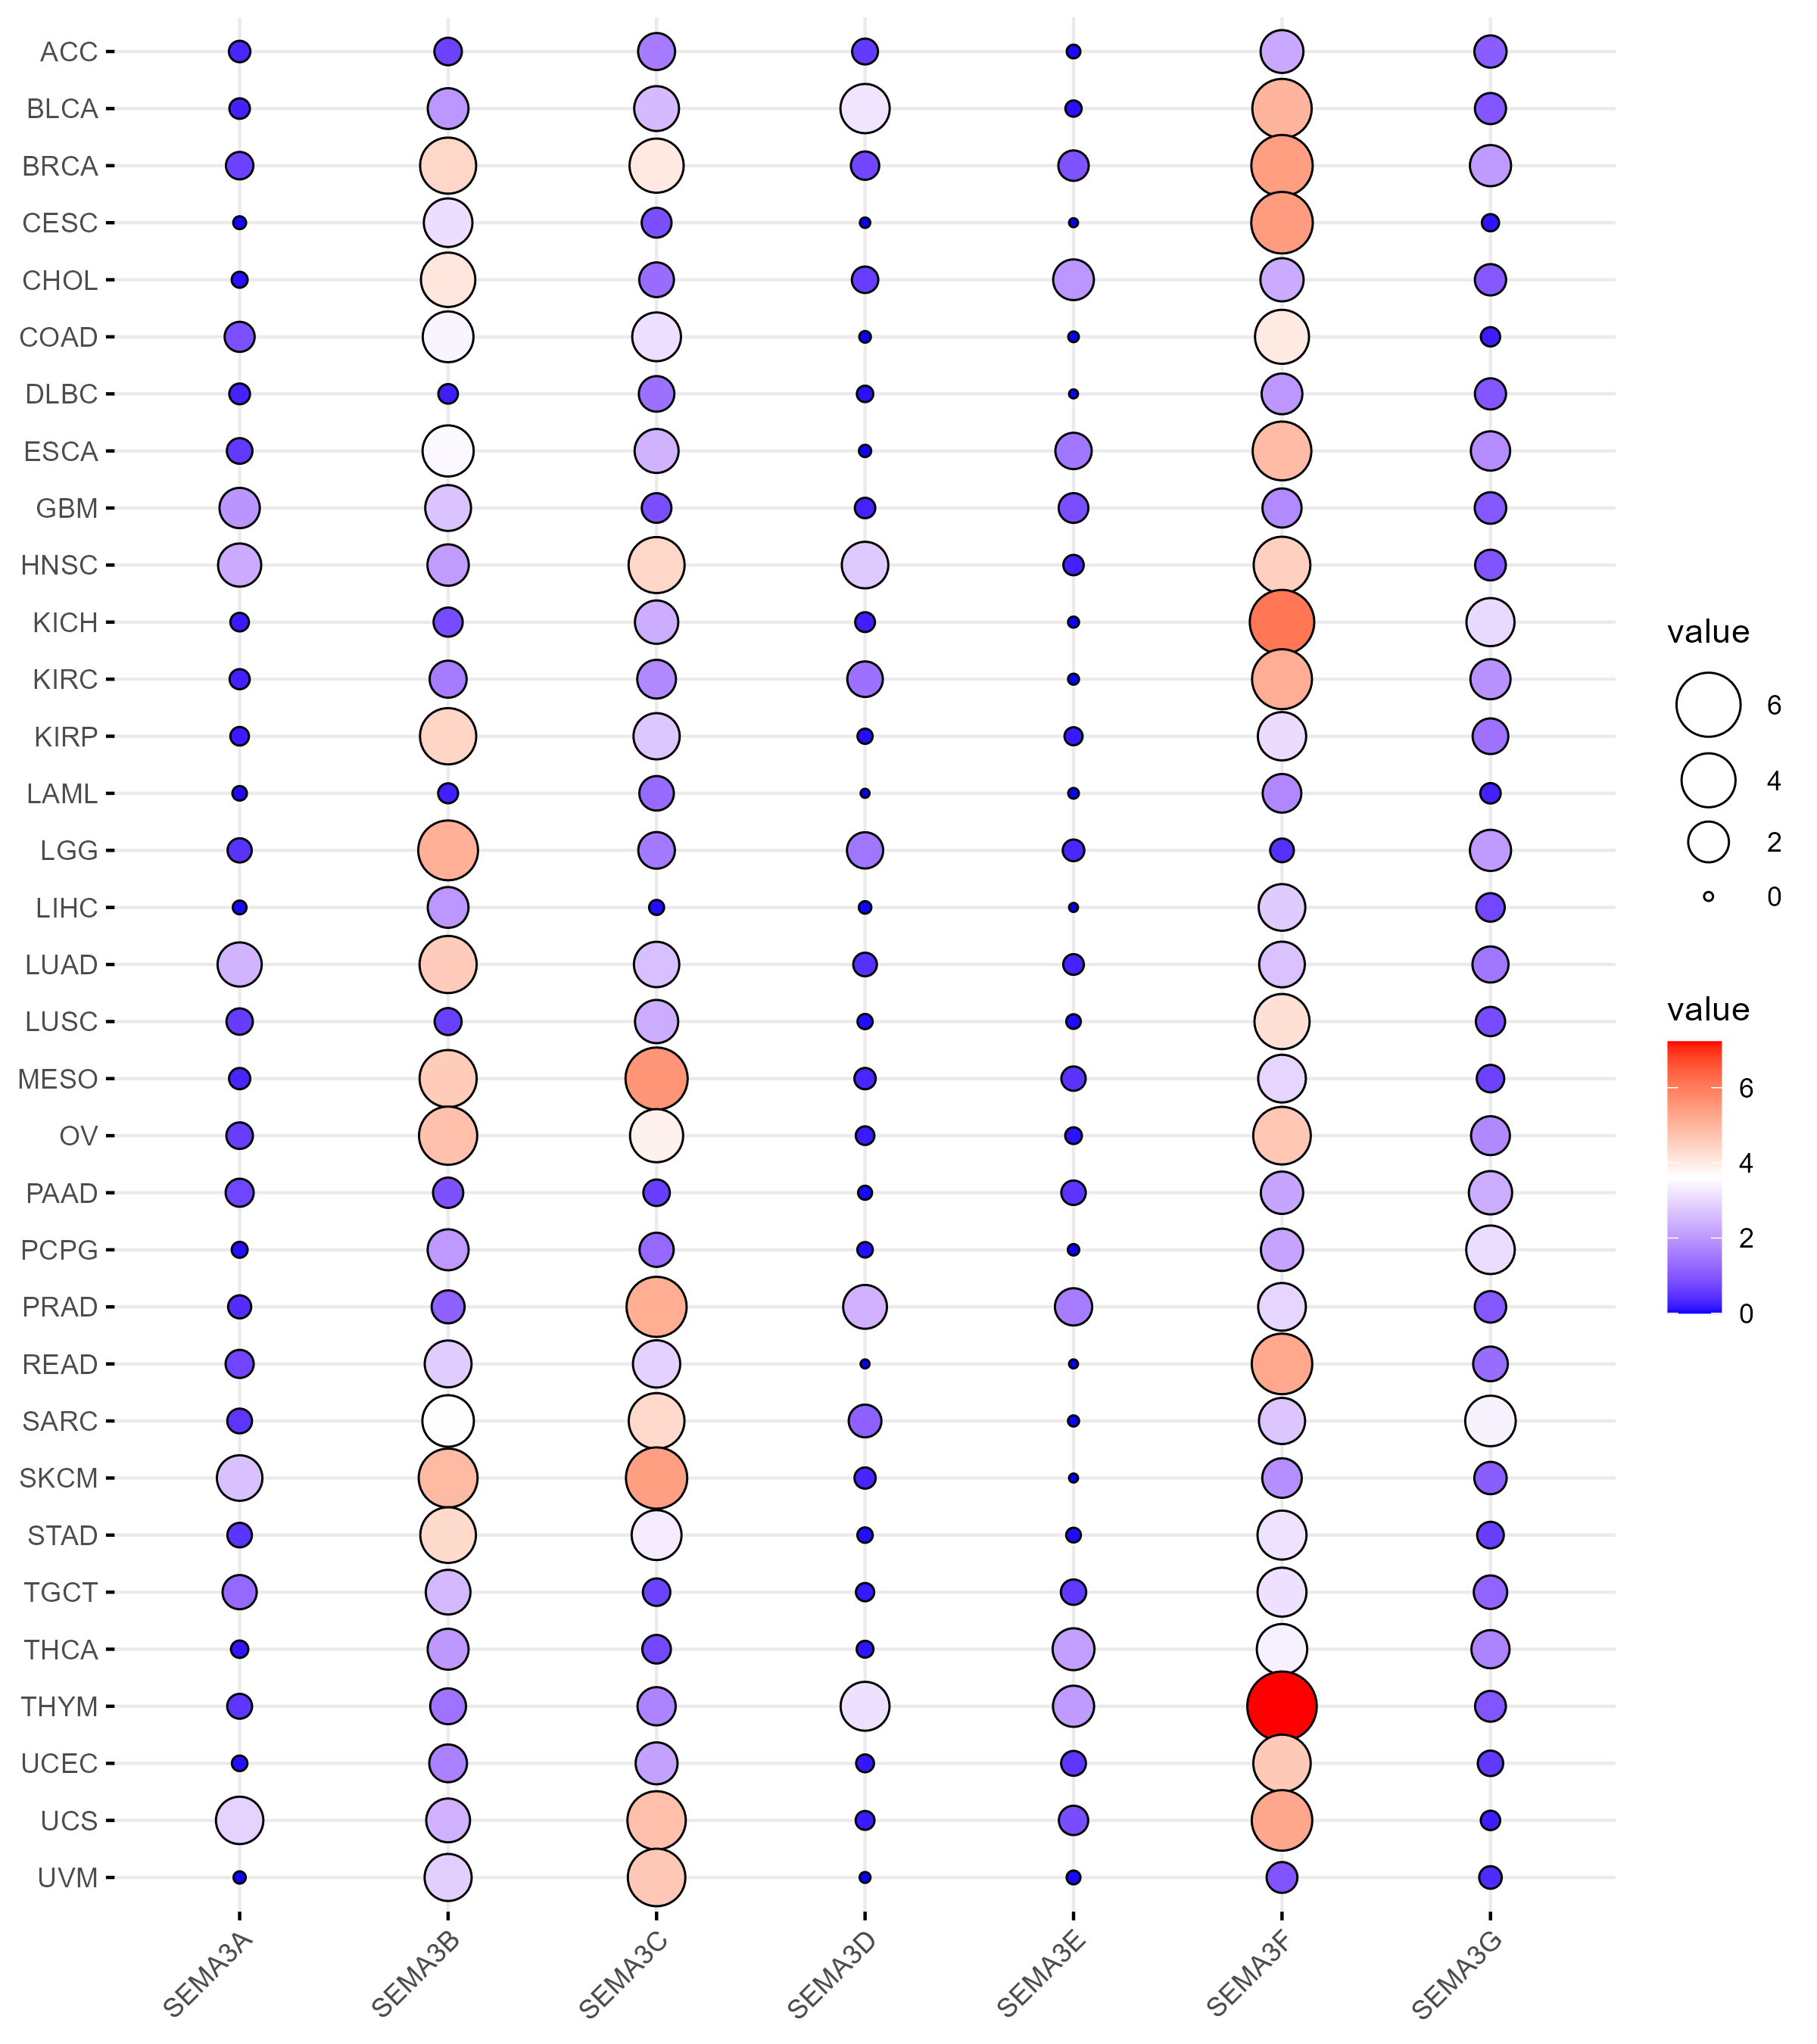 ACC
BLCA
BRCA
CESC
CHOL
COAD
DLBC
ESCA
GBM
HNSC
KICH
KIRC
KIRP
LAML
LGG
LIHC
LUAD
LUSC
MESO
OV
PAAD
PCPG
PRAD
READ
SARC
SKCM
STAD
TGCT
THCA
THYM
UCEC
UCS
UVM
SEMA3A
SEMA3B
SEMA3C
SEMA3D
SEMA3E
SEMA3F
SEMA3G
value
6
4
2
0
value
6
4
2
0